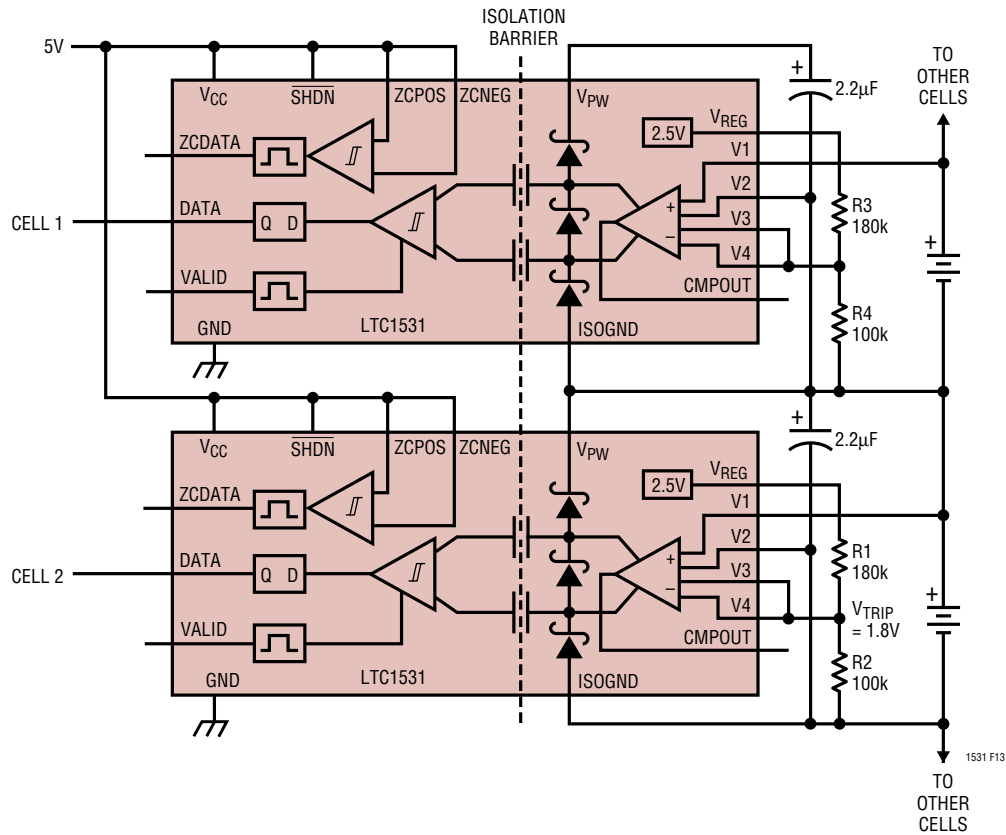 ISOLATION
BARRIER
5V
TO
OTHER
CELLS
VCC
SHDN
ZCPOS
ZCNEG
VPW
2.2µF
2.5V
VREG
ZCDATA
V1
V2
R3
180k
DATA
CELL 1
Q D
V3
V4
VALID
CMPOUT
R4
100k
GND
LTC1531
ISOGND
VCC
SHDN
ZCPOS
ZCNEG
VPW
2.2µF
2.5V
VREG
ZCDATA
V1
V2
R1
180k
DATA
CELL 2
Q D
V3
V4
VTRIP
= 1.8V
VALID
CMPOUT
R2
100k
GND
LTC1531
ISOGND
1531 F13
TO
OTHER
CELLS